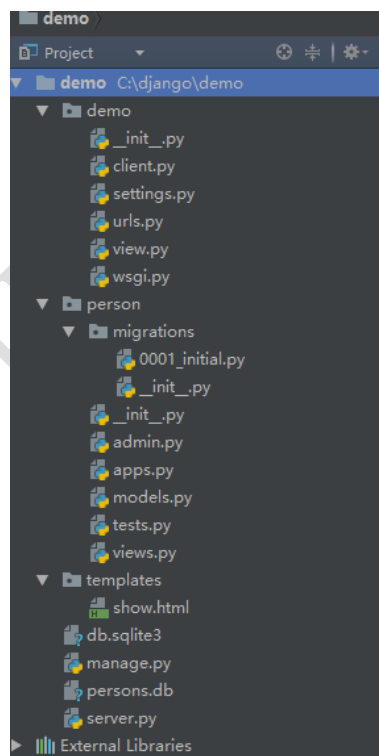 demo
Project
demo C:\django\demo
demo
__init__.py
client.py
settings.py
urls.py
view.py
wsgi.py
person
migrations
0001_initial.py
__init__.py
__init__.py
admin.py
apps.py
models.py
tests.py
views.py
templates
show.html
db.sqlite3
manage.py
persons.db
server.py
External Libraries